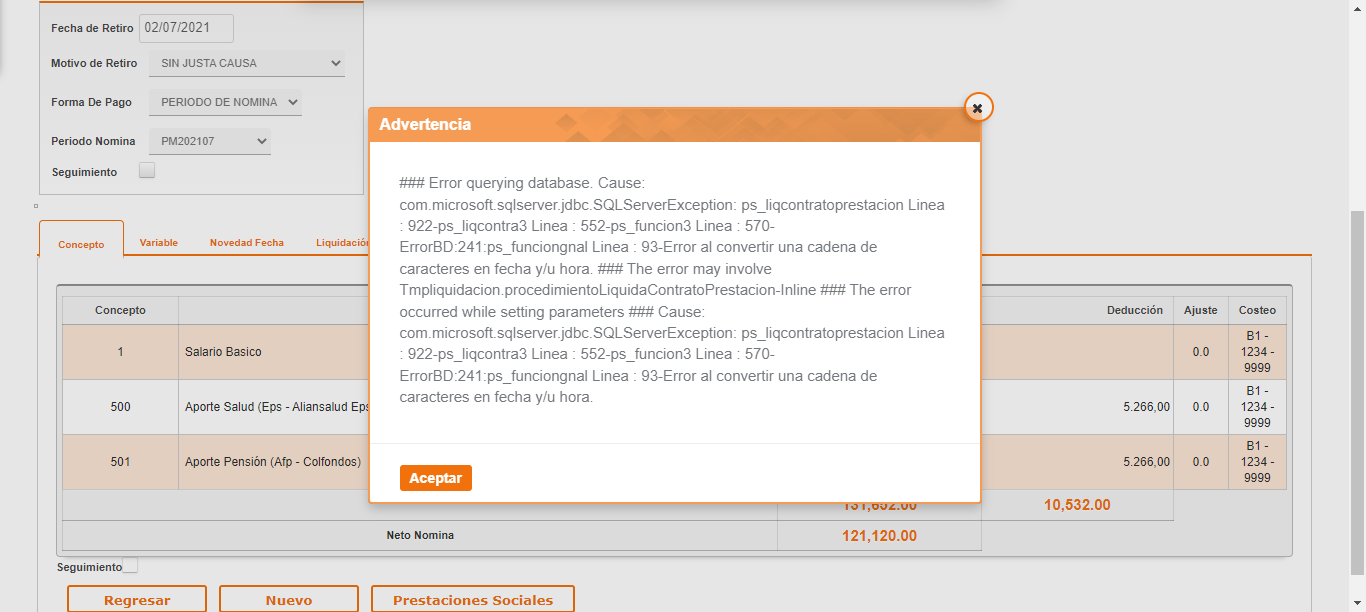 Fecha de Retiro 02/07/2021
Motivo de Retiro SIN JUSTA CAUSA
Forma De Pago PERIODO DE NOMINA
Periodo Nomina PM202107
Seguimiento
Advertencia
### Error querying database. Cause:
com.microsoft.sqlserver.jdbc.SQLServerException: ps_liqcontratoprestacion Linea
: 922-ps_liqcontra3 Linea : 552-ps_funcion3 Linea : 570-
ErrorBD:241:ps_funciongnal Linea : 93-Error al convertir una cadena de
caracteres en fecha y/u hora. ### The error may involve
Tmpliquidacion.procedimientoLiquidaContratoPrestacion-Inline ### The error
occurred while setting parameters ### Cause:
com.microsoft.sqlserver.jdbc.SQLServerException: ps_liqcontratoprestacion Linea
: 922-ps_liqcontra3 Linea : 552-ps_funcion3 Linea : 570-
ErrorBD:241:ps_funciongnal Linea : 93-Error al convertir una cadena de
caracteres en fecha y/u hora.
Aceptar
Concepto Variable Novedad Fecha Liquidación
Concepto Deducción Ajuste Costeo
1 Salario Basico 0.0 B1 -
1234 -
9999
500 Aporte Salud (Eps - Aliansalud Eps 5.266,00 0.0 B1 -
1234 -
9999
501 Aporte Pensión (Afp - Colfondos) 5.266,00 0.0 B1 -
1234 -
9999
131,652.00 10,532.00
Neto Nomina 121,120.00
Seguimiento
Regresar Nuevo Prestaciones Sociales